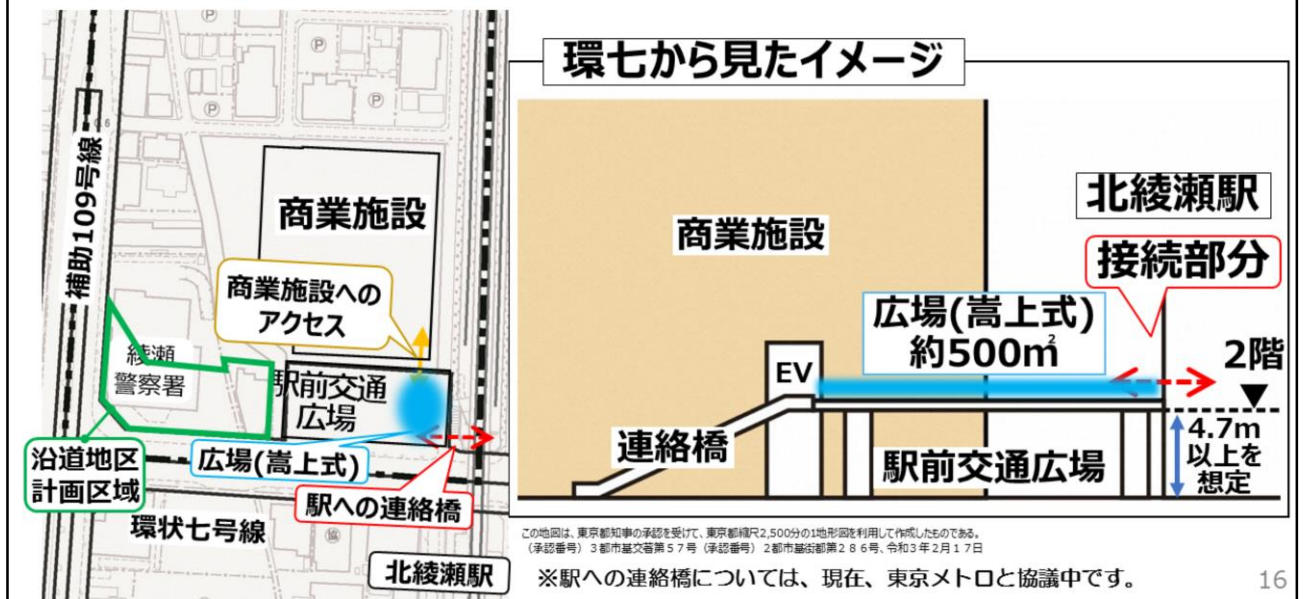 補助109号線
Ⓟ
Ⓟ
Ⓟ
Ⓟ
商業施設
商業施設への
アクセス
綾瀬
警察署
駅前交通
広場
沿道地区
計画区域
広場(嵩上式)
駅への連絡橋
環状七号線
北綾瀬駅
環七から見たイメージ
商業施設
北綾瀬駅
接続部分
広場(嵩上式)
約500㎡
EV
2階
連絡橋
駅前交通広場
4.7m
以上を
想定
この地図は、東京都知事の承認を受けて、東京都縮尺2,500分の1地形図を利用して作成したものである。
(承認番号)3都市基交著第57号(承認番号)2都市基街都第286号、令和3年2月17日
※駅への連絡橋については、現在、東京メトロと協議中です。
16